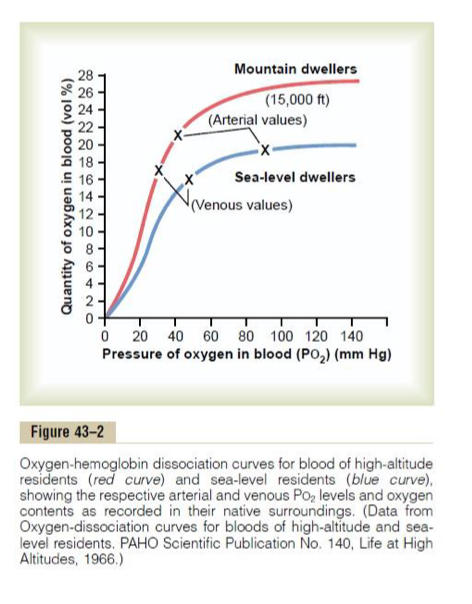 Mountain dwellers
(15,000 ft)
(Arterial values)
Sea-level dwellers
(Venous values)
X
X
X
X
Quantity of oxygen in blood (vol %)
28
26
24
22
20
18
16
14
12
10
8
6
4
2
0
0 20 40 60 80 100 120 140
Pressure of oxygen in blood (PO₂) (mm Hg)
Figure 43–2
Oxygen-hemoglobin dissociation curves for blood of high-altitude
residents (red curve) and sea-level residents (blue curve),
showing the respective arterial and venous PO₂ levels and oxygen
contents as recorded in their native surroundings. (Data from
Oxygen-dissociation curves for bloods of high-altitude and sea-
level residents. PAHO Scientific Publication No. 140, Life at High
Altitudes, 1966.)